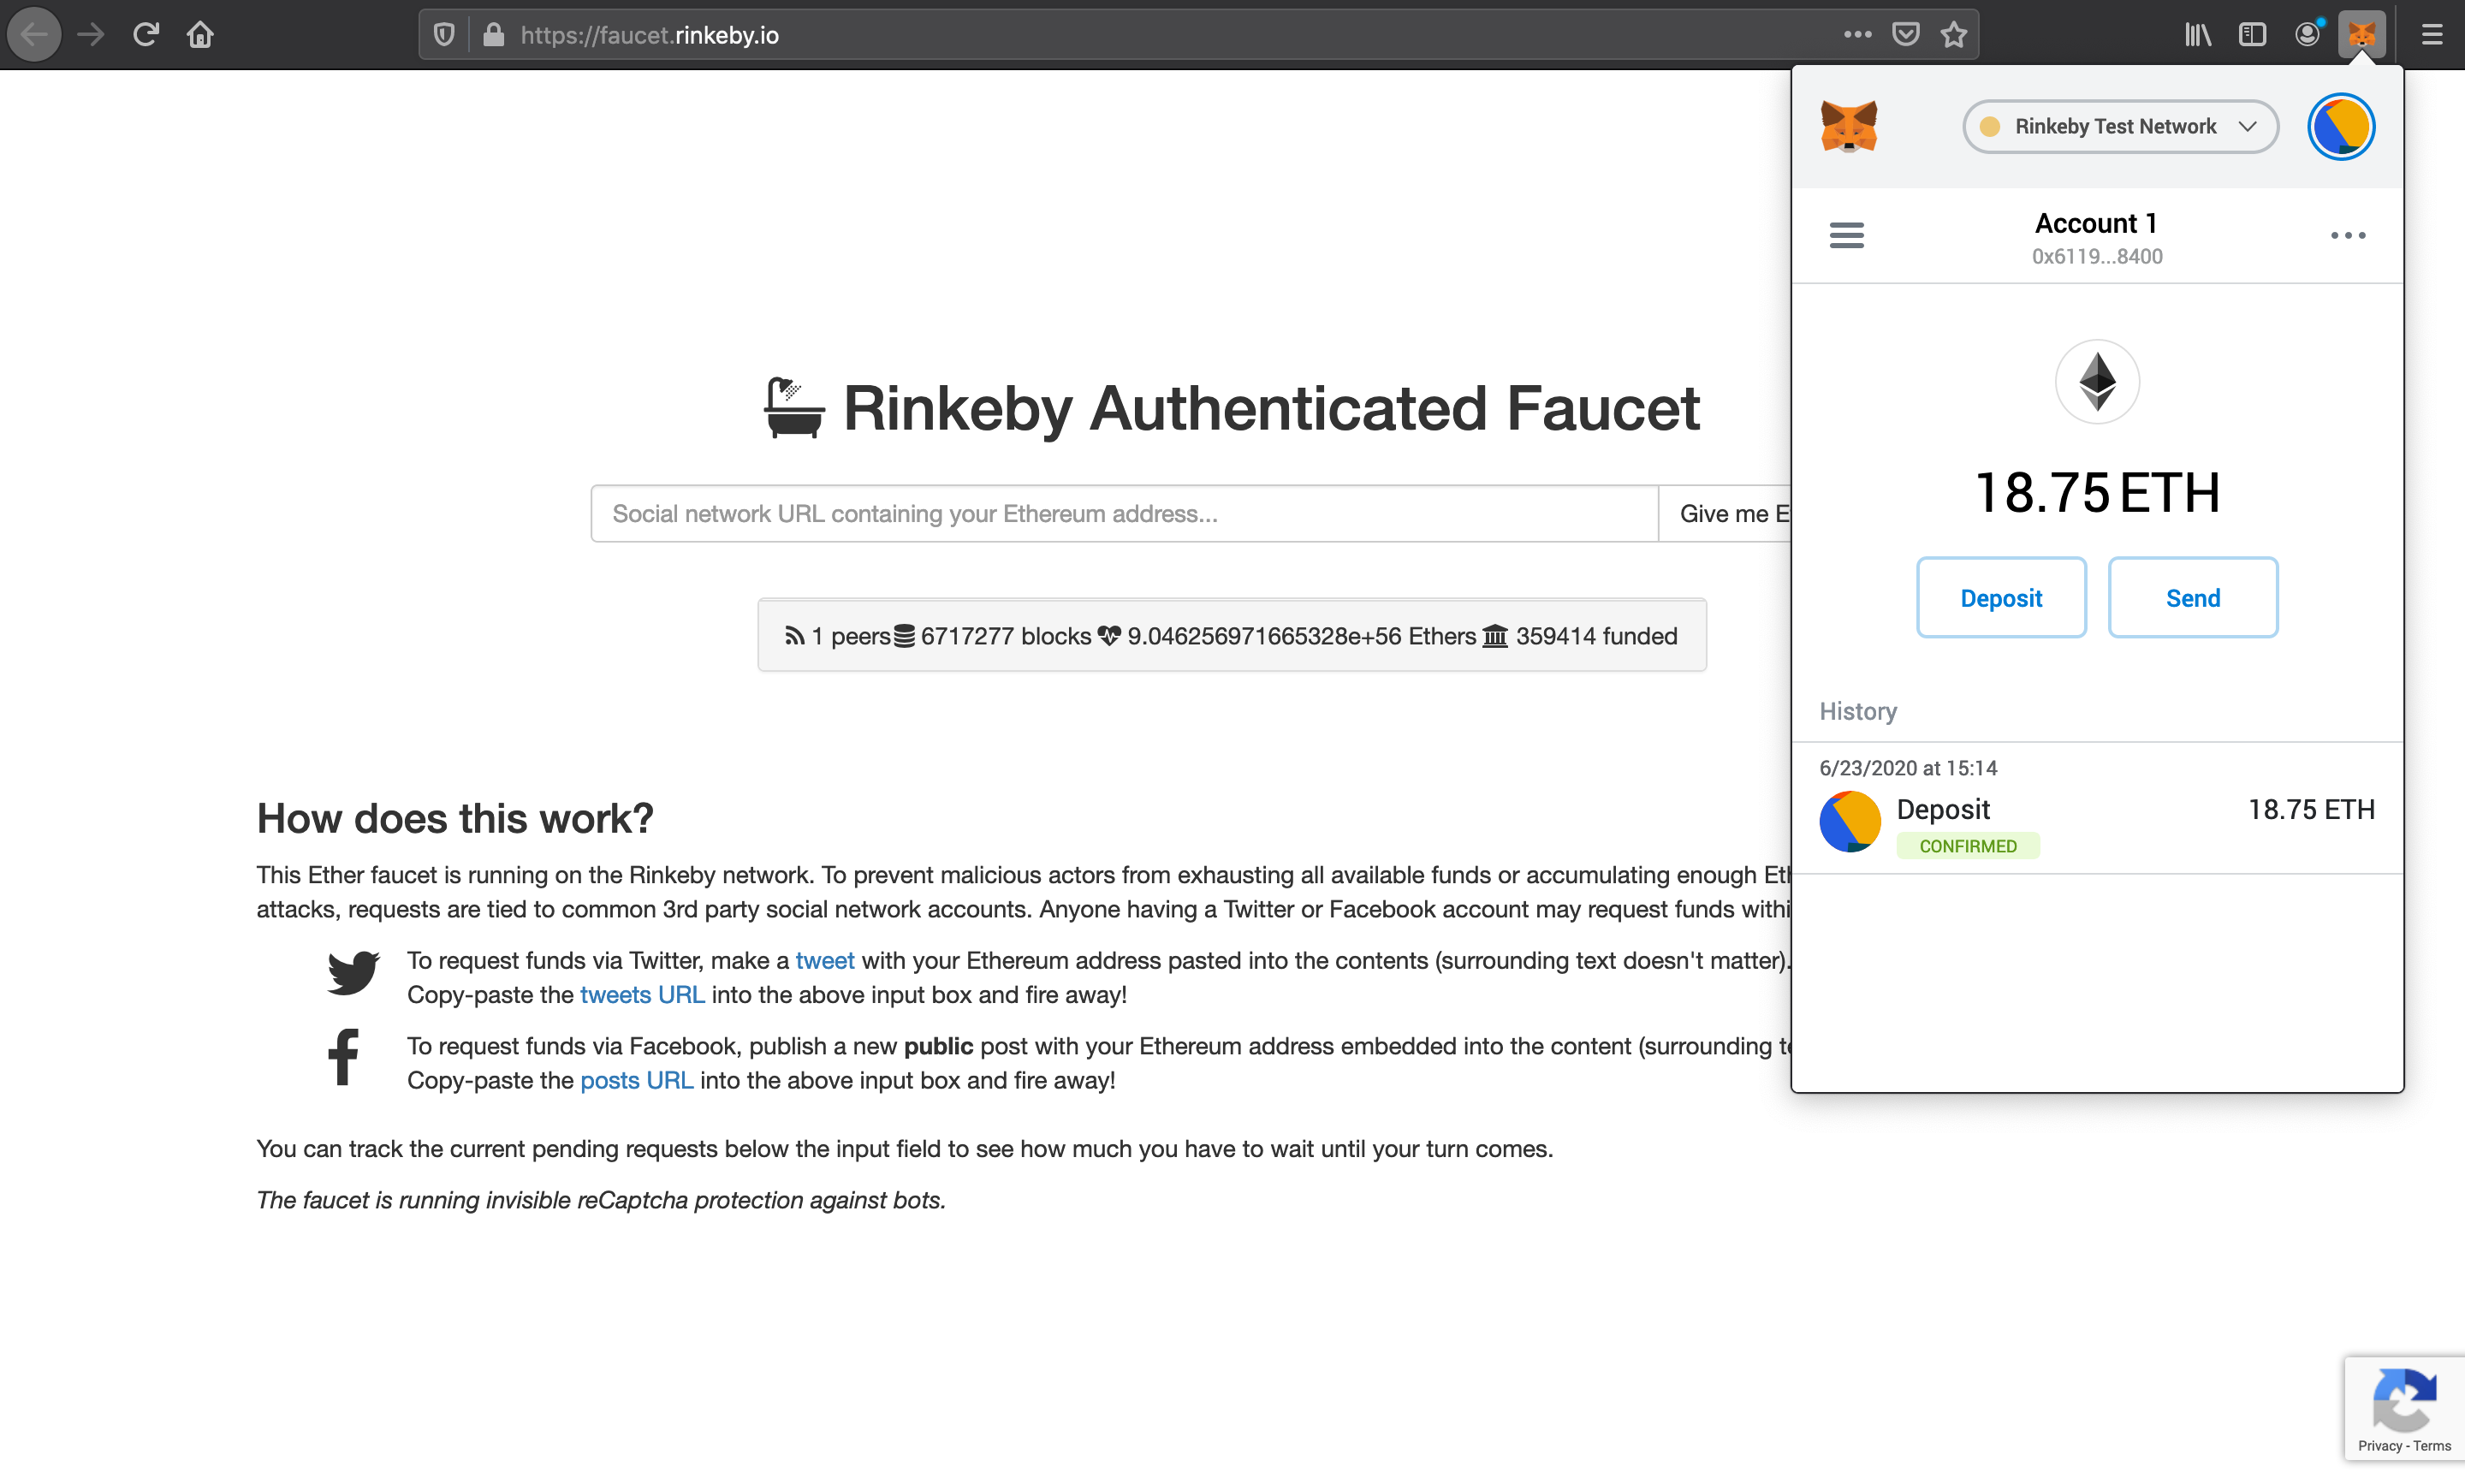 https://faucet.rinkeby.io
Rinkeby Test Network
Account 1
0x6119...8400
18.75 ETH
Deposit
Send
History
6/23/2020 at 15:14
Deposit
18.75 ETH
CONFIRMED
Rinkeby Authenticated Faucet
Social network URL containing your Ethereum address...
Give me E
1 peers 6717277 blocks 9.046256971665328e+56 Ethers 359414 funded
How does this work?
This Ether faucet is running on the Rinkeby network. To prevent malicious actors from exhausting all available funds or accumulating enough Et
attacks, requests are tied to common 3rd party social network accounts. Anyone having a Twitter or Facebook account may request funds withi
To request funds via Twitter, make a tweet with your Ethereum address pasted into the contents (surrounding text doesn't matter).
Copy-paste the tweets URL into the above input box and fire away!
To request funds via Facebook, publish a new public post with your Ethereum address embedded into the content (surrounding t
Copy-paste the posts URL into the above input box and fire away!
You can track the current pending requests below the input field to see how much you have to wait until your turn comes.
The faucet is running invisible reCaptcha protection against bots.
Privacy - Terms